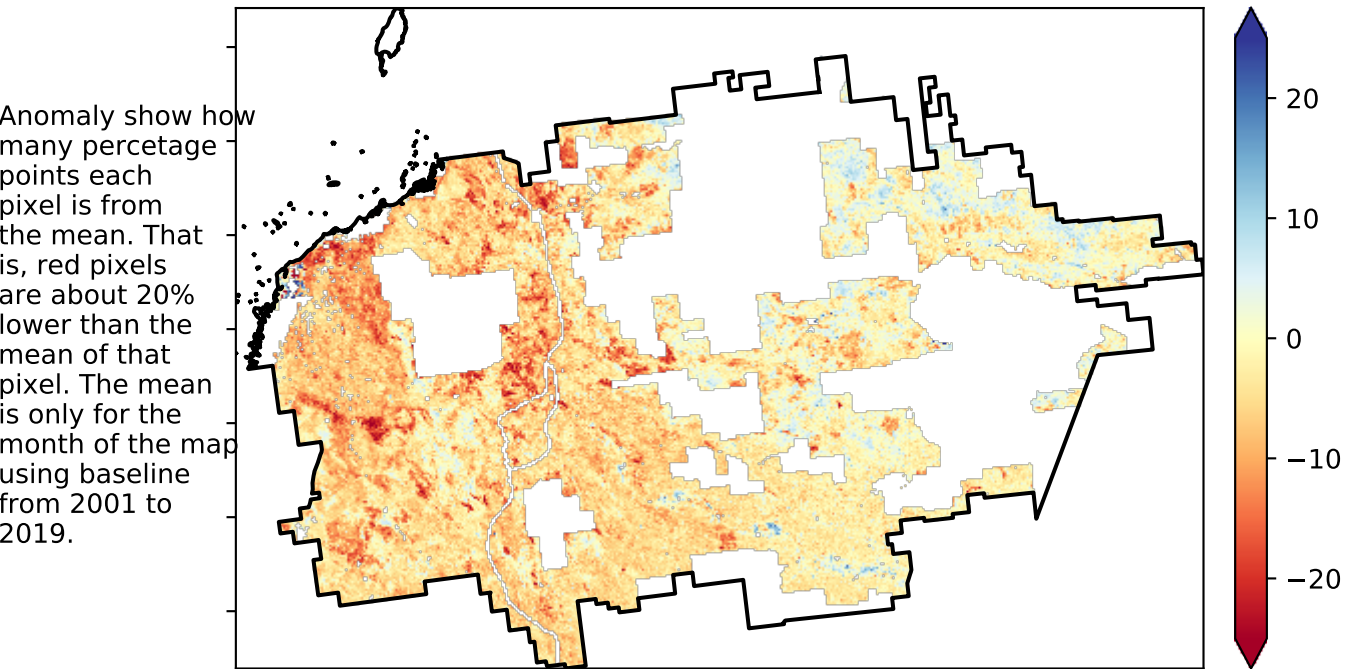 Anomaly show how
many percetage
points each
pixel is from
the mean. That
is, red pixels
are about 20%
lower than the
mean of that
pixel. The mean
is only for the
month of the map
using baseline
from 2001 to
2019.
20
10
0
−10
−20